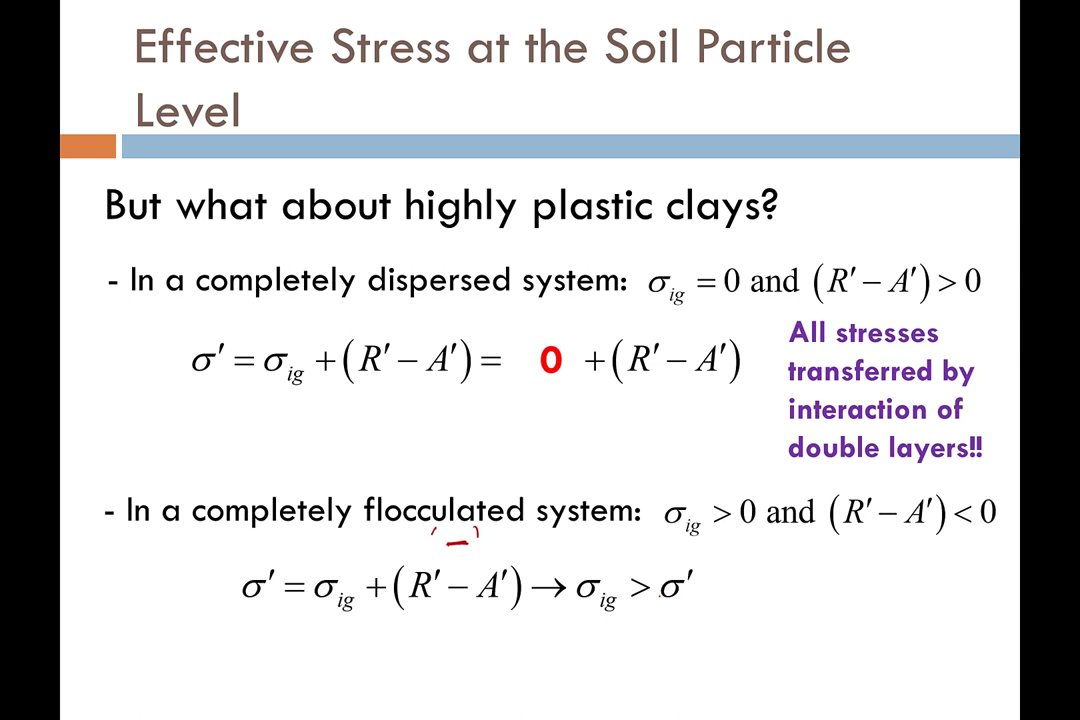 Effective Stress at the Soil Particle
Level
But what about highly plastic clays?
- In a completely dispersed system: σ_ig = 0 and (R′ − A′) > 0
σ′ = σ_ig + (R′ − A′) = 0 + (R′ − A′)
All stresses
transferred by
interaction of
double layers!!
- In a completely flocculated system: σ_ig > 0 and (R′ − A′) < 0
(−)
σ′ = σ_ig + (R′ − A′) → σ_ig > σ′